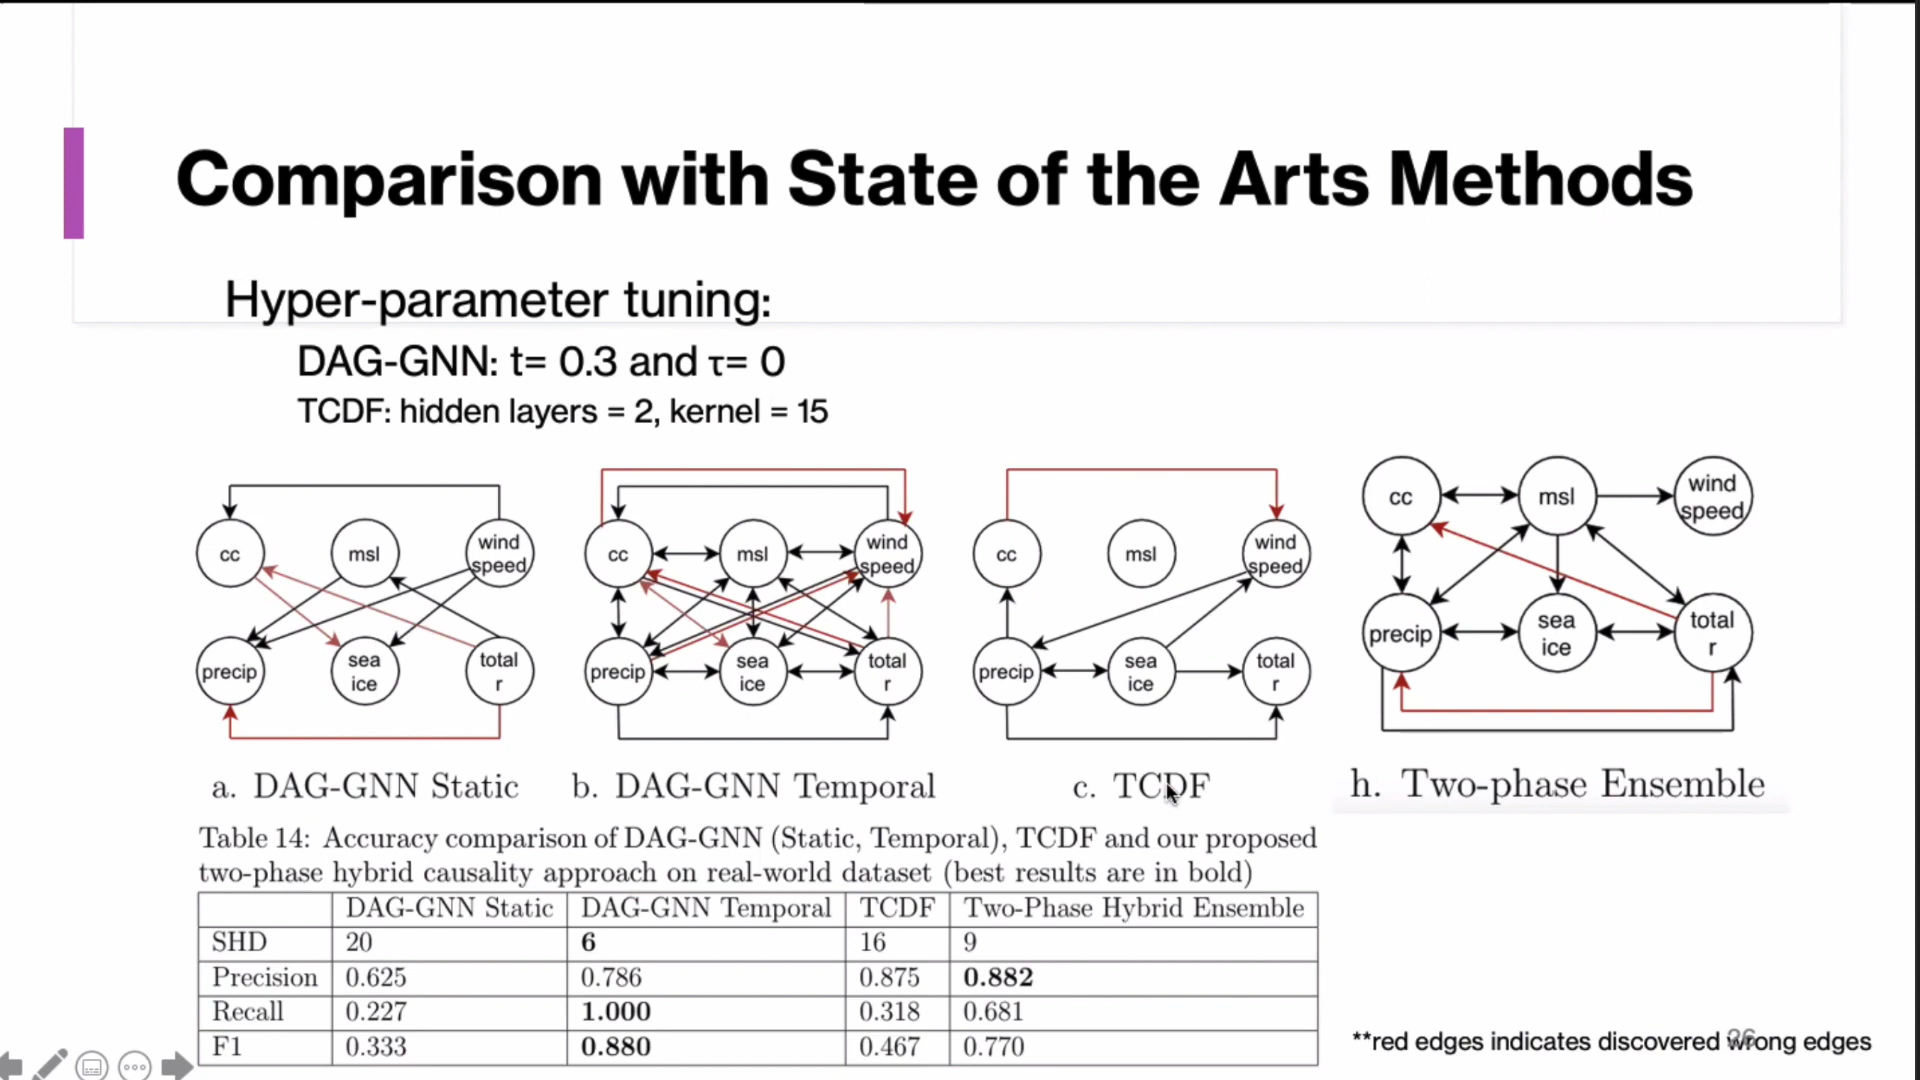 Comparison with State of the Arts Methods
Hyper-parameter tuning:
DAG-GNN: t= 0.3 and τ= 0
TCDF: hidden layers = 2, kernel = 15
cc
msl
wind
speed
precip
sea
ice
total
r
a. DAG-GNN Static
cc
msl
wind
speed
precip
sea
ice
total
r
b. DAG-GNN Temporal
cc
msl
wind
speed
precip
sea
ice
total
r
c. TCDF
cc
msl
wind
speed
precip
sea
ice
total
r
h. Two-phase Ensemble
Table 14: Accuracy comparison of DAG-GNN (Static, Temporal), TCDF and our proposed
two-phase hybrid causality approach on real-world dataset (best results are in bold)
DAG-GNN Static DAG-GNN Temporal TCDF Two-Phase Hybrid Ensemble
SHD 20 6 16 9
Precision 0.625 0.786 0.875 0.882
Recall 0.227 1.000 0.318 0.681
F1 0.333 0.880 0.467 0.770
**red edges indicates discovered wrong edges
26